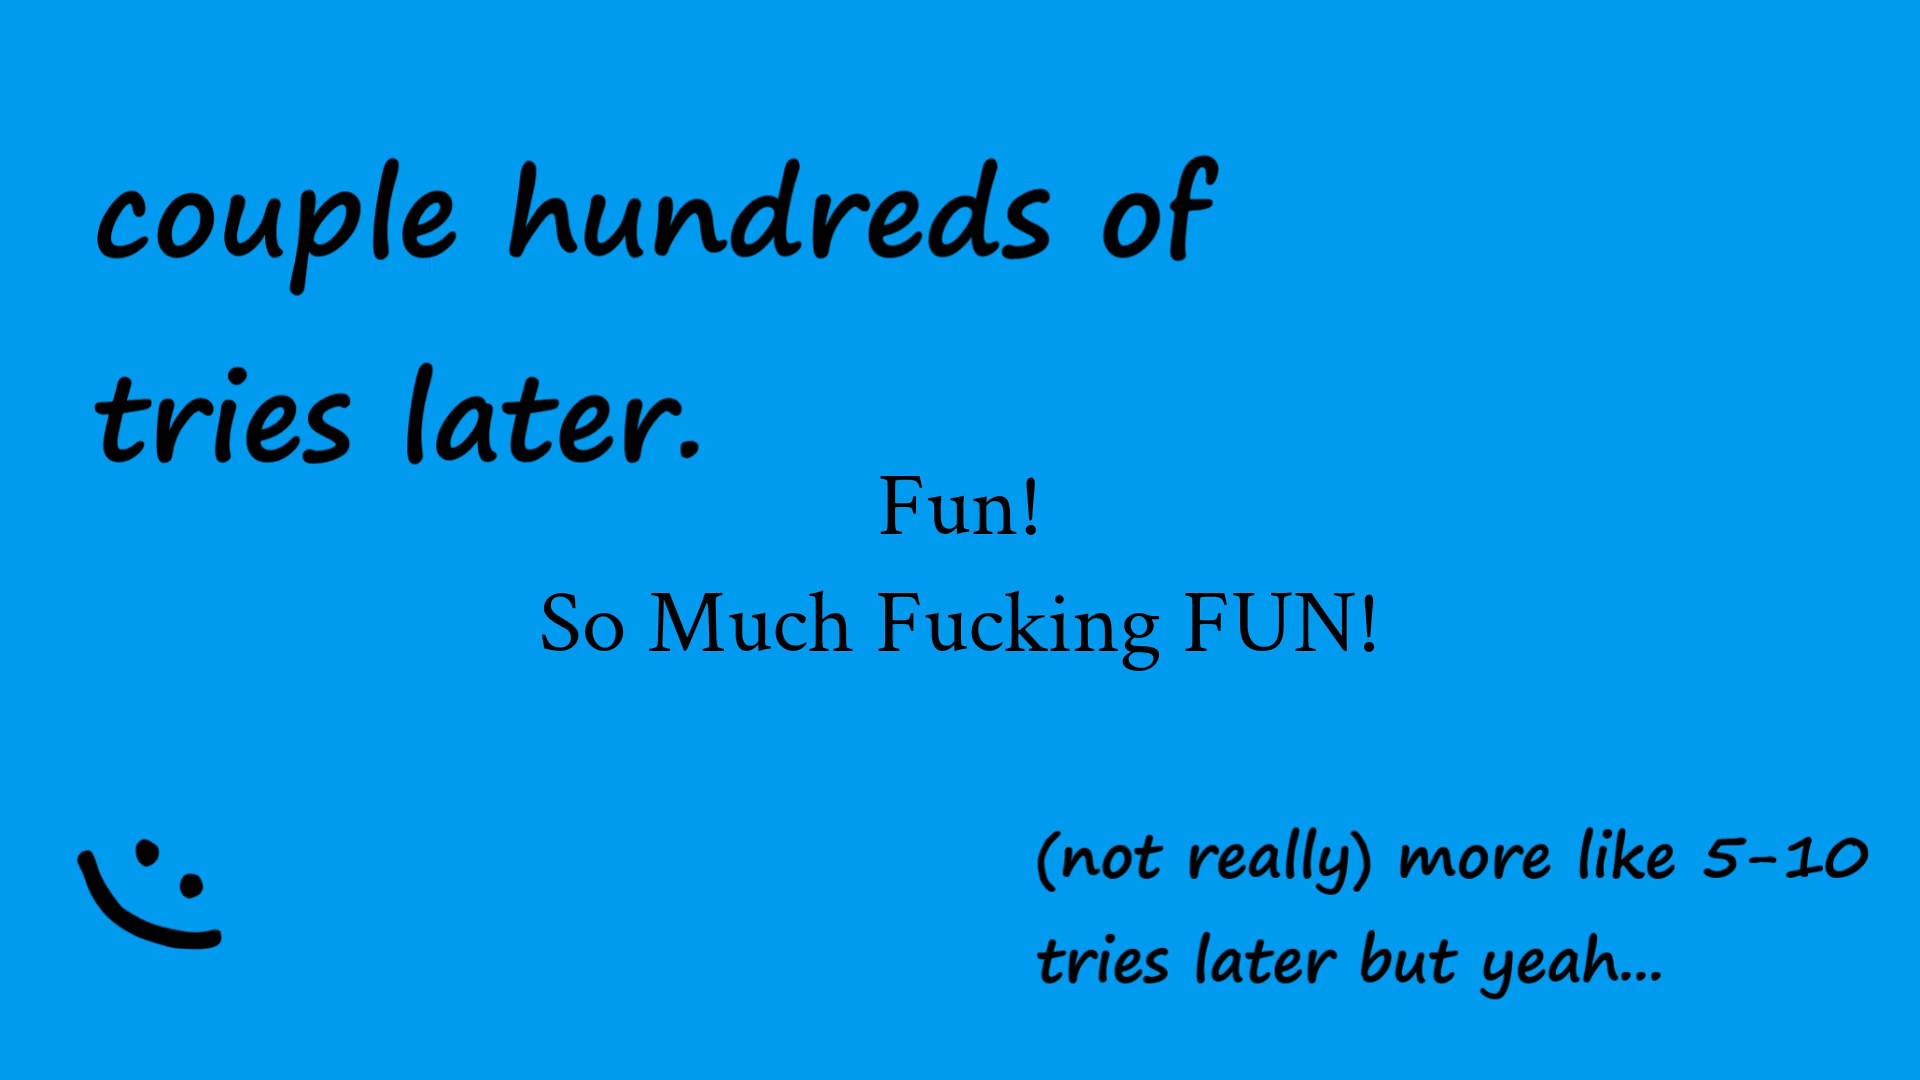 couple hundreds of
tries later.
Fun!
So Much Fucking FUN!
(not really) more like 5-10
tries later but yeah...